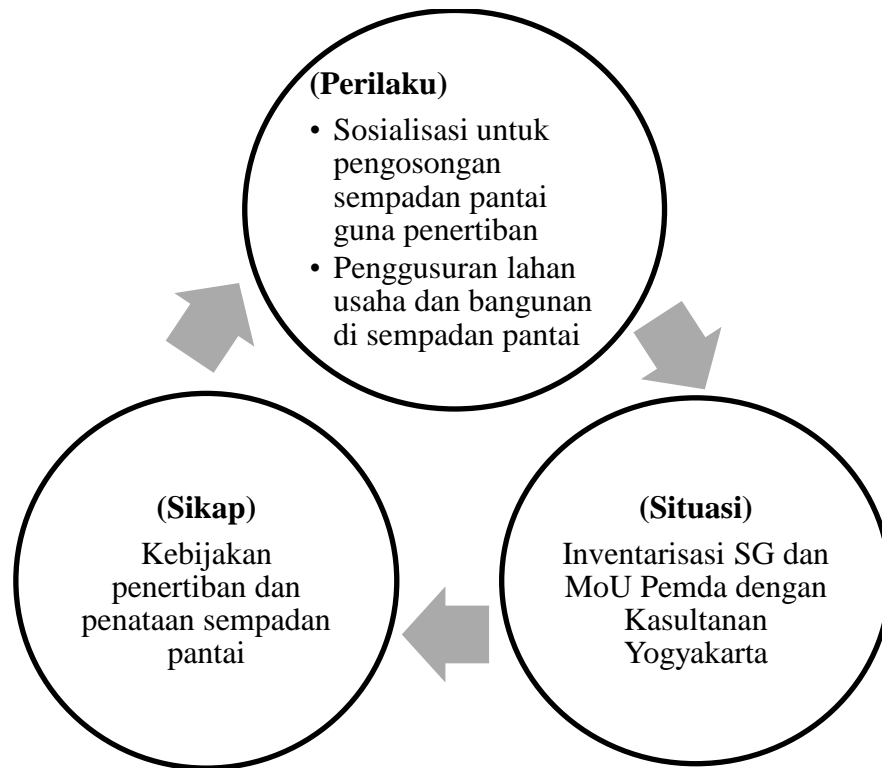 (Perilaku)
• Sosialisasi untuk
pengosongan
sempadan pantai
guna penertiban
• Penggusuran lahan
usaha dan bangunan
di sempadan pantai
(Situasi)
Inventarisasi SG dan
MoU Pemda dengan
Kasultanan
Yogyakarta
(Sikap)
Kebijakan
penertiban dan
penataan sempadan
pantai